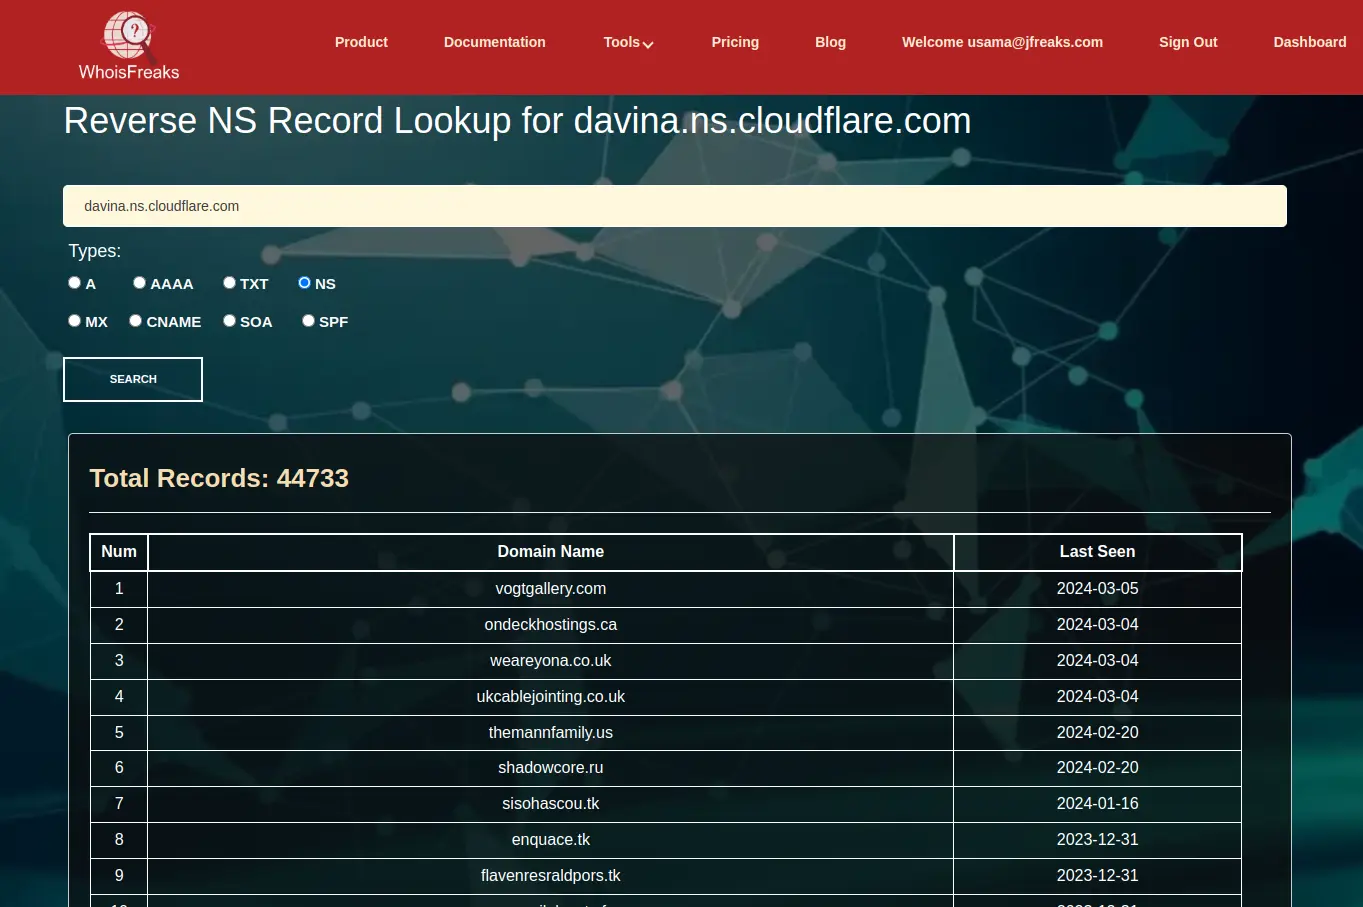 Product
Documentation
Tools
Pricing
Blog
Welcome usama@jfreaks.com
Sign Out
Dashboard
?
WhoisFreaks
Reverse NS Record Lookup for davina.ns.cloudflare.com
davina.ns.cloudflare.com
Types:
A AAAA TXT NS
MX CNAME SOA SPF
SEARCH
Total Records: 44733
Num Domain Name Last Seen
1 vogtgallery.com 2024-03-05
2 ondeckhostings.ca 2024-03-04
3 weareyona.co.uk 2024-03-04
4 ukcablejointing.co.uk 2024-03-04
5 themannfamily.us 2024-02-20
6 shadowcore.ru 2024-02-20
7 sisohascou.tk 2024-01-16
8 enquace.tk 2023-12-31
9 flavenresraldpors.tk 2023-12-31